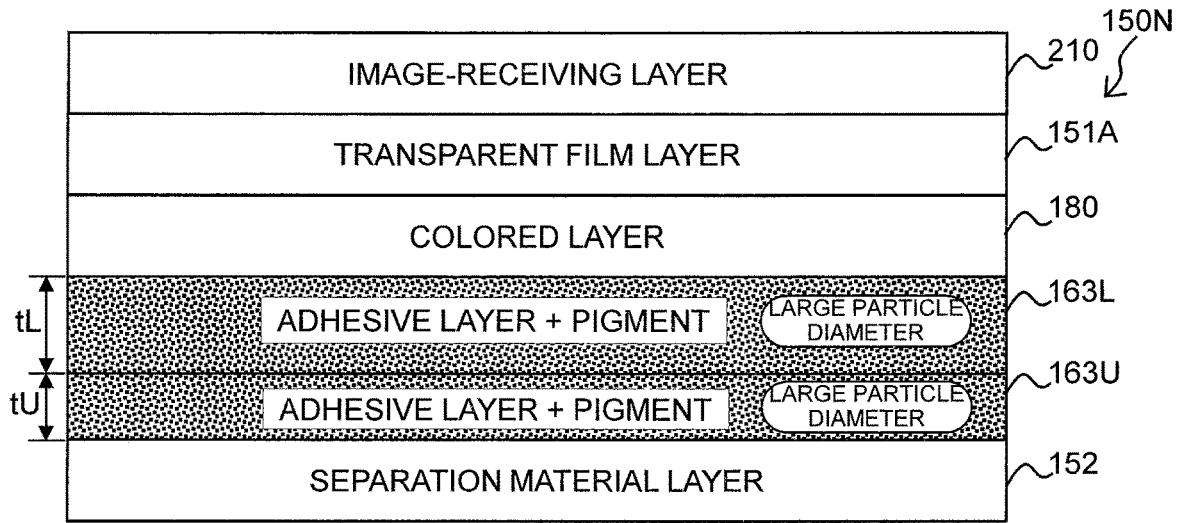 150N
IMAGE-RECEIVING LAYER
210
TRANSPARENT FILM LAYER
151A
COLORED LAYER
180
tL
ADHESIVE LAYER + PIGMENT
LARGE PARTICLE
DIAMETER
163L
tU
ADHESIVE LAYER + PIGMENT
LARGE PARTICLE
DIAMETER
163U
SEPARATION MATERIAL LAYER
152